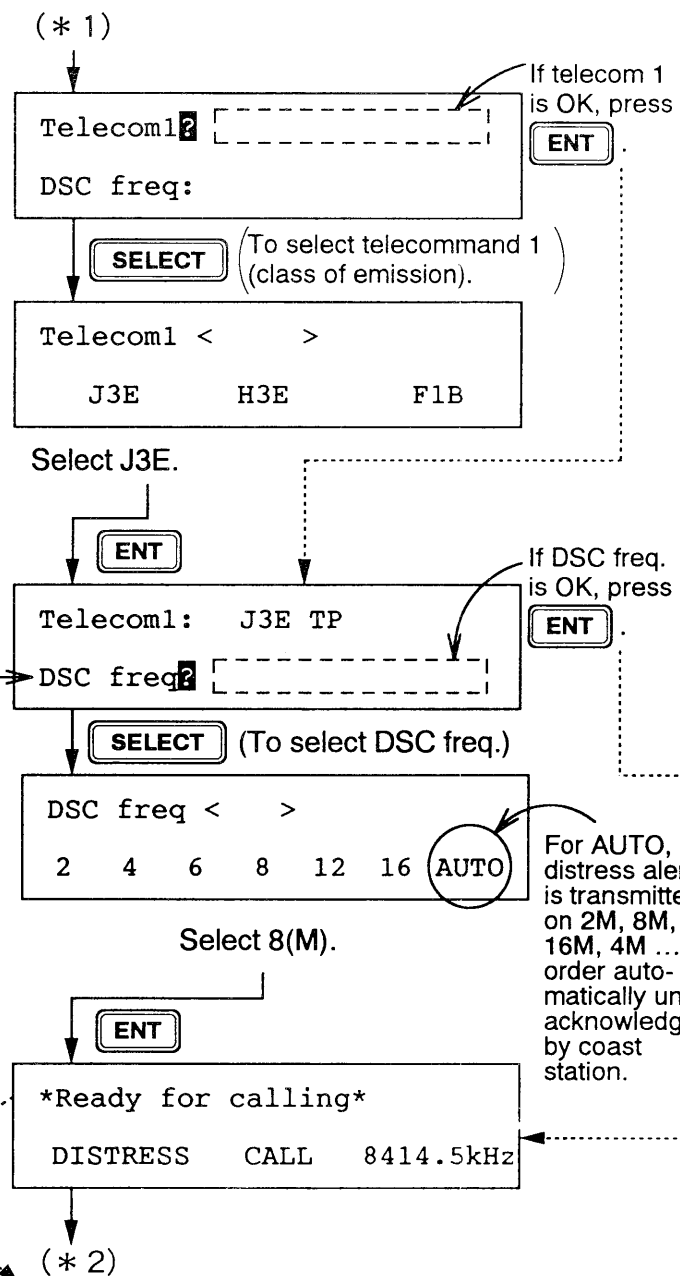 (* 1)
If telecom 1
is OK, press
ENT .
Telecom1?
DSC freq:
SELECT (To select telecommand 1
(class of emission).)
Telecom1 < >
J3E H3E F1B
Select J3E.
ENT
If DSC freq.
is OK, press
ENT .
Telecom1: J3E TP
DSC freq?
SELECT (To select DSC freq.)
DSC freq < >
2 4 6 8 12 16 AUTO
For AUTO,
distress
is
on 2M, 8M,
16M, 4M ...
order auto-
matically
by coast
station.
Select 8(M).
ENT
*Ready for calling*
DISTRESS CALL 8414.5kHz
(* 2)